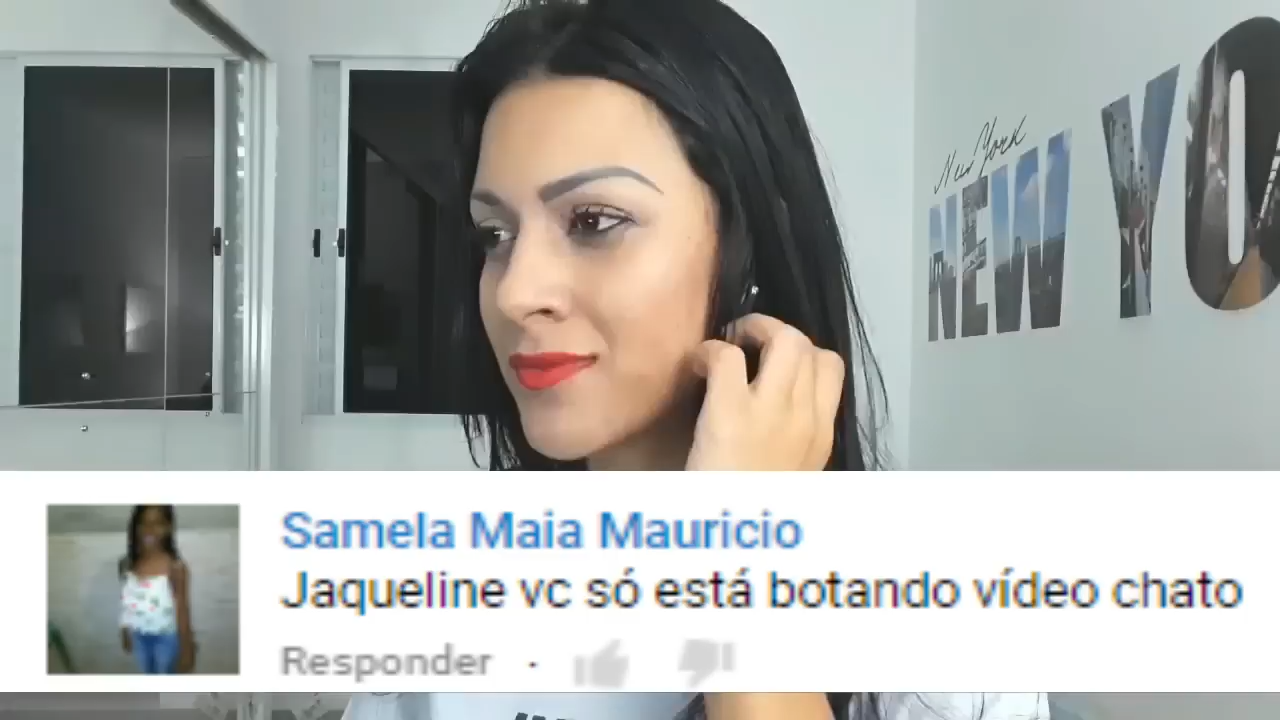 New York
NEW YO
Samela Maia Mauricio
Jaqueline vc só está botando vídeo chato
Responder ·